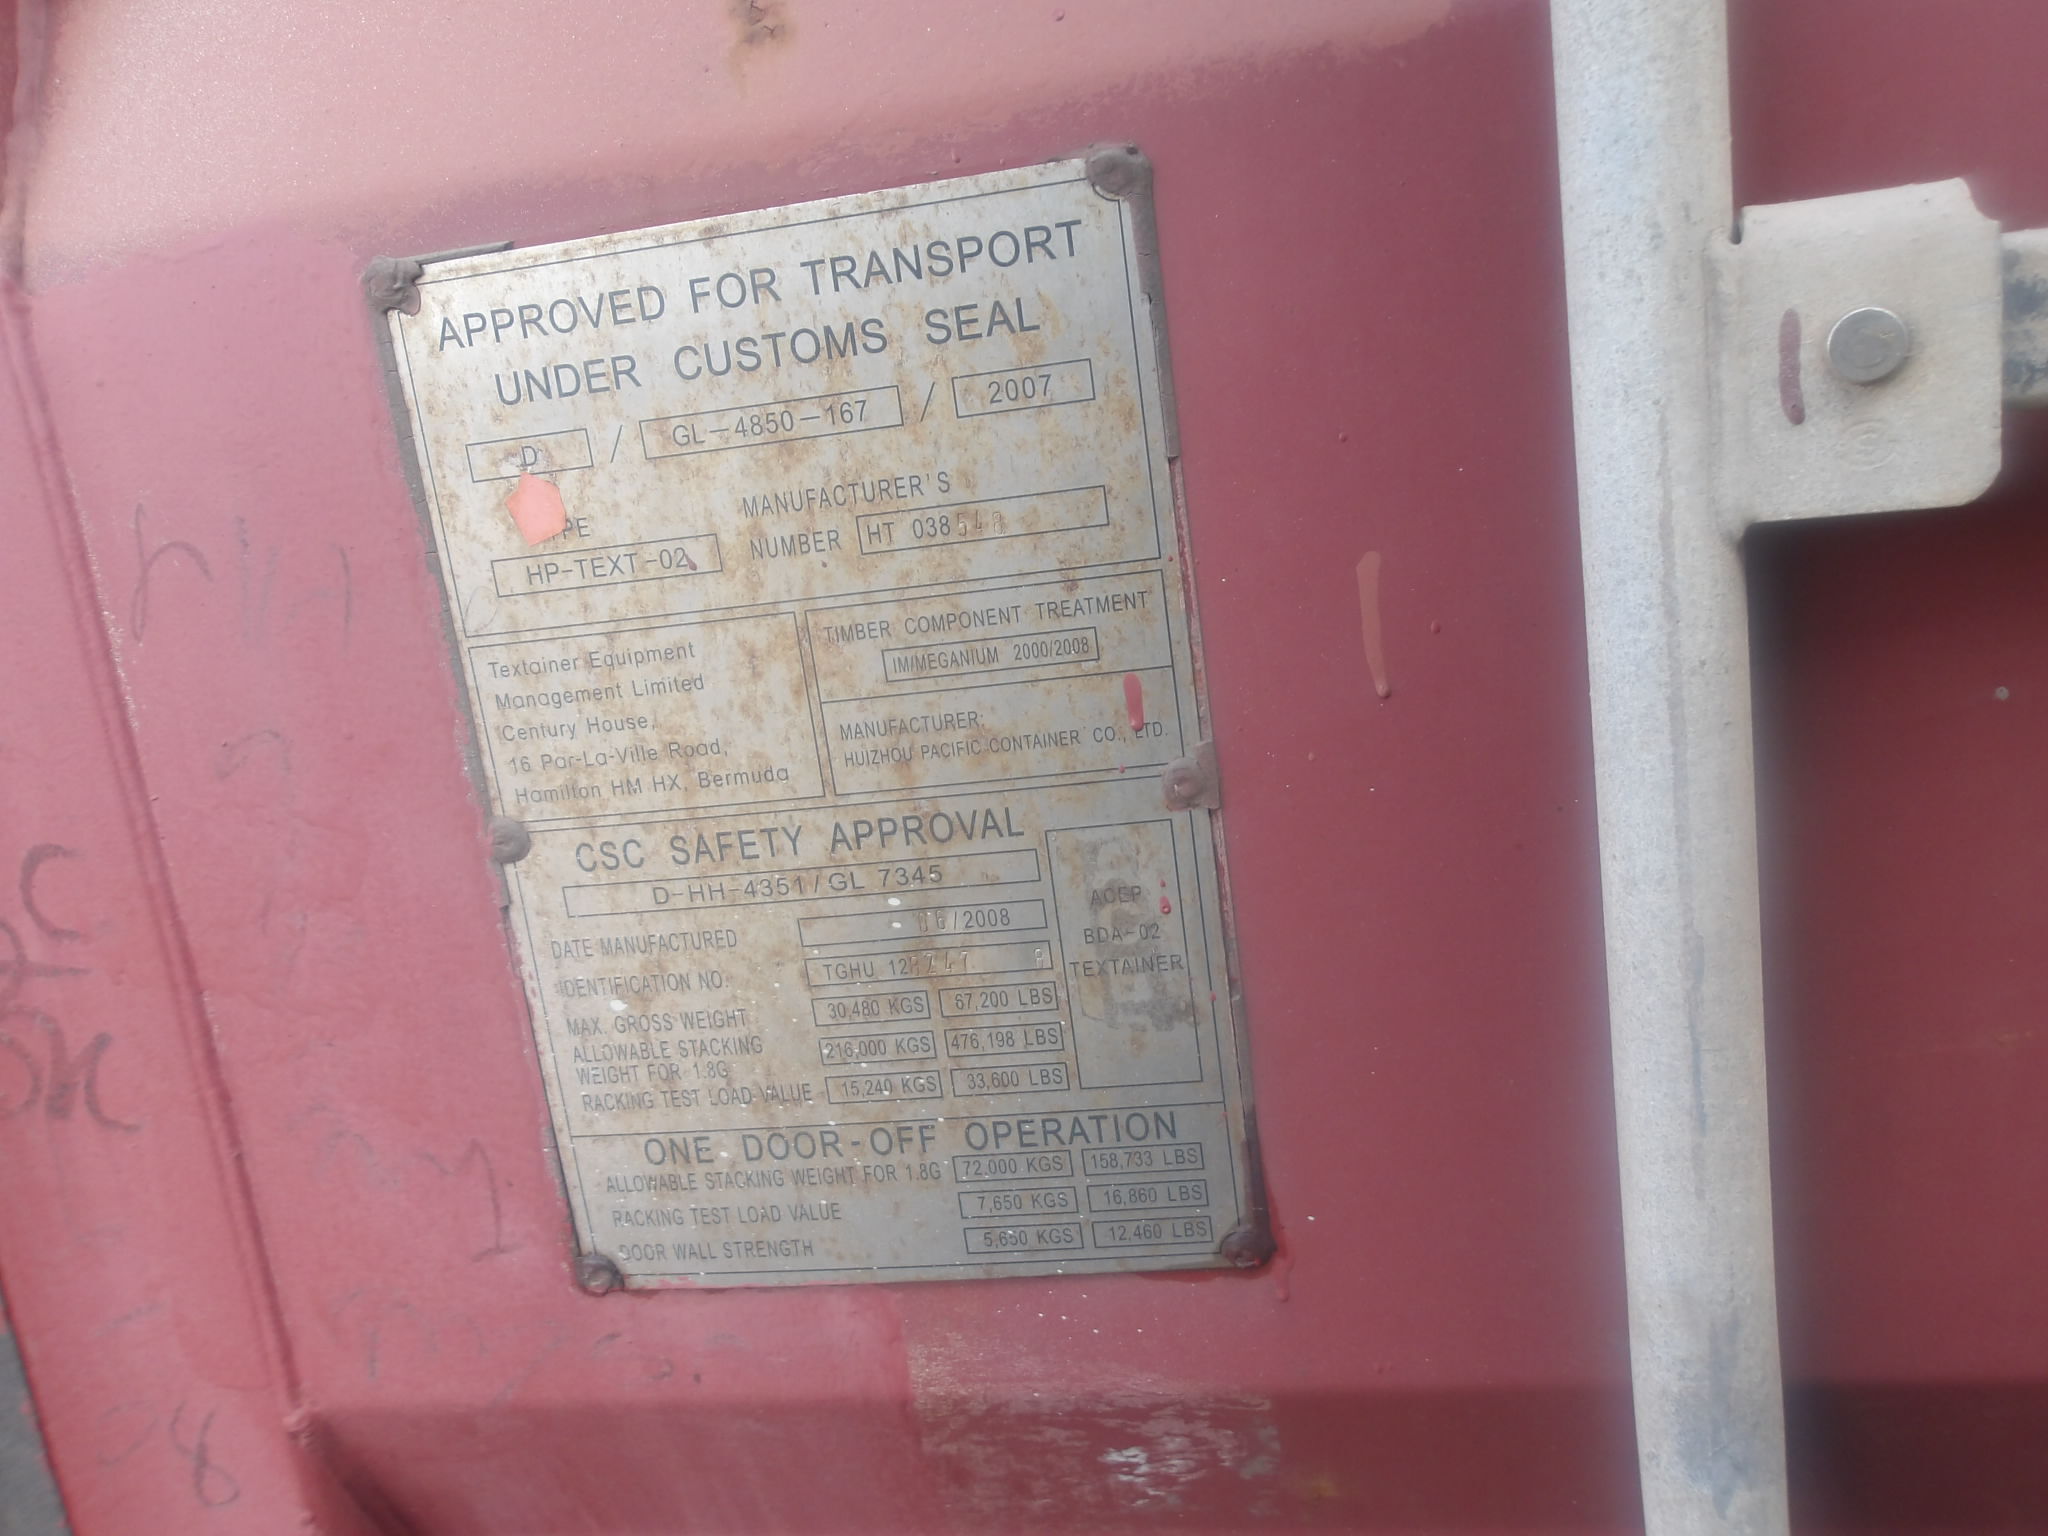 APPROVED FOR TRANSPORT
UNDER CUSTOMS SEAL
D / GL-4850-167 / 2007
MANUFACTURER'S
NUMBER HT 038548
HP-TEXT-02
Textainer Equipment
Management Limited
Century House,
16 Par-La-Ville Road,
Hamilton HM HX, Bermuda
TIMBER COMPONENT TREATMENT
IM/MEGANIUM 2000/2008
MANUFACTURER:
HUIZHOU PACIFIC CONTAINER CO., LTD.
CSC SAFETY APPROVAL
D-HH-4351/GL 7345
DATE MANUFACTURED 06/2008
IDENTIFICATION NO. TGHU
MAX. GROSS WEIGHT 30,480 KGS 67,200 LBS
ALLOWABLE STACKING
WEIGHT FOR 1.8G 216,000 KGS 476,198 LBS
RACKING TEST LOAD VALUE 15,240 KGS 33,600 LBS
ACEP
BDA-02
TEXTAINER
ONE DOOR-OFF OPERATION
ALLOWABLE STACKING WEIGHT FOR 1.8G 72,000 KGS 158,733 LBS
RACKING TEST LOAD VALUE 7,650 KGS 16,860 LBS
DOOR WALL STRENGTH 5,650 KGS 12,460 LBS